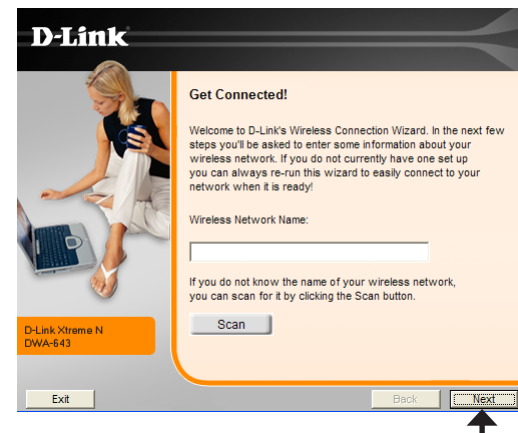 D-Link
Get Connected!
Welcome to D-Link's Wireless Connection Wizard. In the next few
steps you'll be asked to enter some information about your
wireless network. If you do not currently have one set up
you can always re-run this wizard to easily connect to your
network when it is ready!
Wireless Network Name:
If you do not know the name of your wireless network,
you can scan for it by clicking the Scan button.
Scan
D-Link Xtreme N
DWA-643
Exit
Back
Next